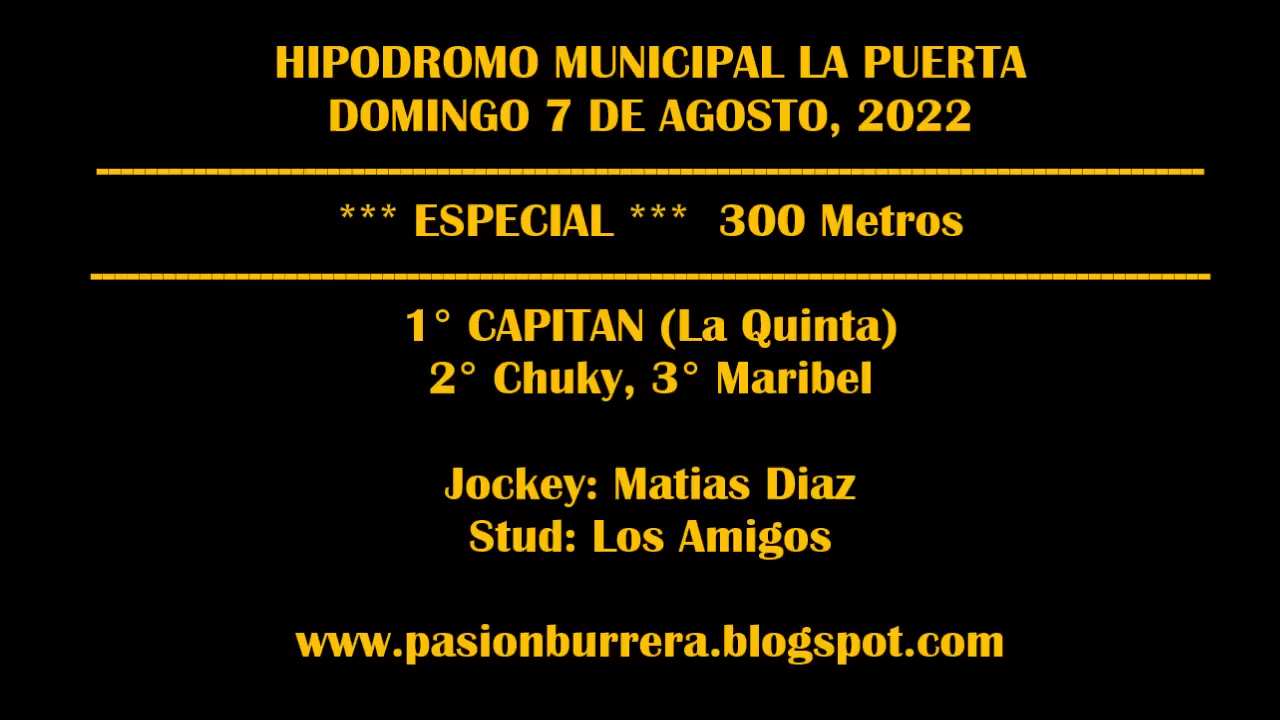 HIPODROMO MUNICIPAL LA PUERTA
DOMINGO 7 DE AGOSTO, 2022
*** ESPECIAL *** 300 Metros
1° CAPITAN (La Quinta)
2° Chuky, 3° Maribel
Jockey: Matias Diaz
Stud: Los Amigos
www.pasionburrera.blogspot.com